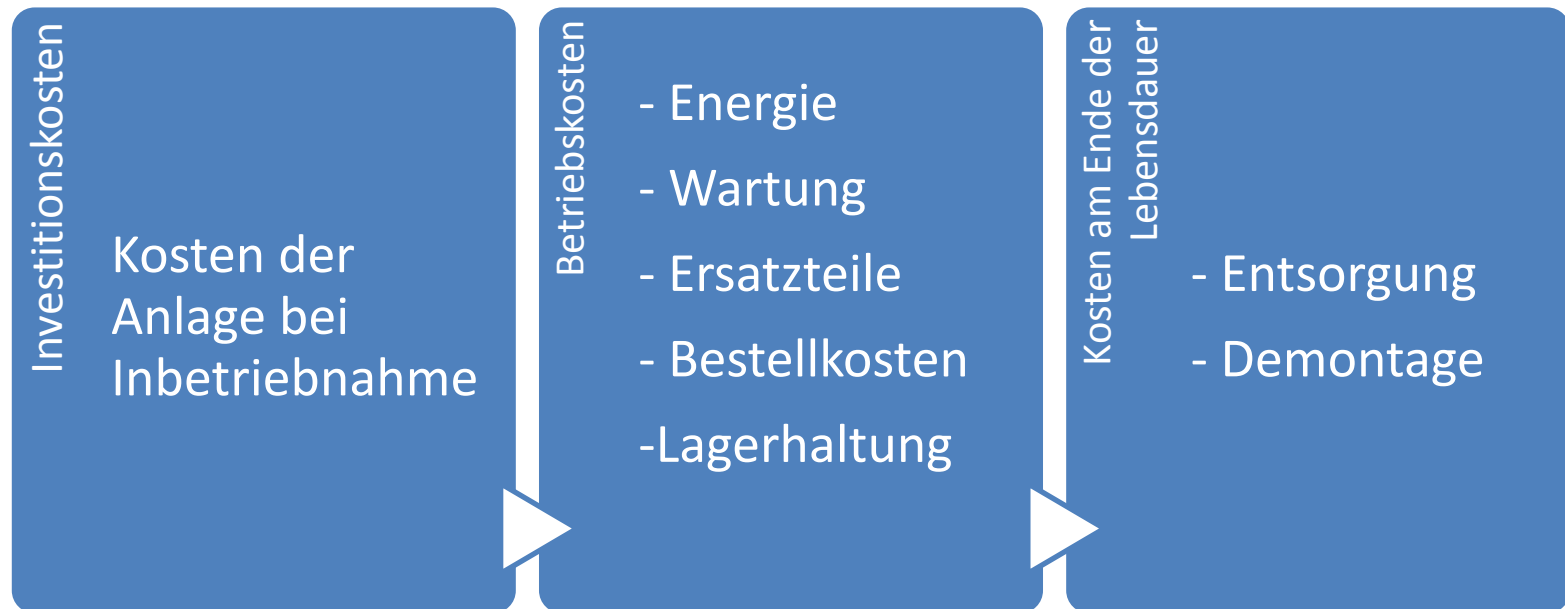 Investitionskosten
Kosten der
Anlage bei
Inbetriebnahme
Betriebskosten
- Energie
- Wartung
- Ersatzteile
- Bestellkosten
-Lagerhaltung
Kosten am Ende der
Lebensdauer
- Entsorgung
- Demontage